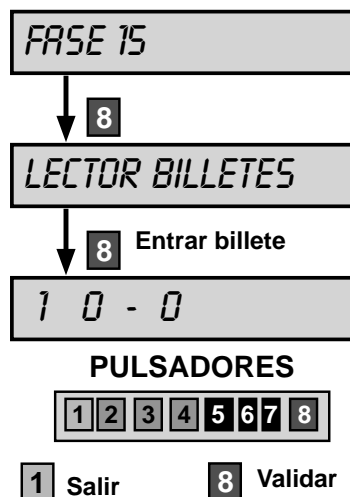 FASE 15
8
LECTOR BILLETES
8 Entrar billete
1 0 - 0
PULSADORES
1 2 3 4 5 6 7 8
1 Salir 8 Validar